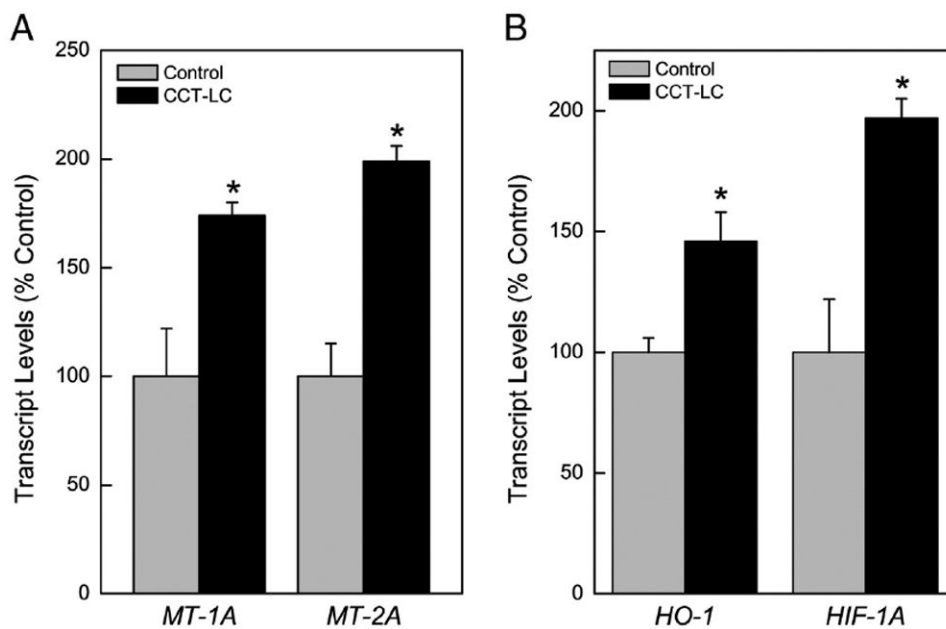 A
Transcript Levels (% Control)
250
200
150
100
50
0
Control
CCT-LC
*
*
MT-1A
MT-2A
B
Transcript Levels (% Control)
200
150
100
50
0
Control
CCT-LC
*
*
HO-1
HIF-1A